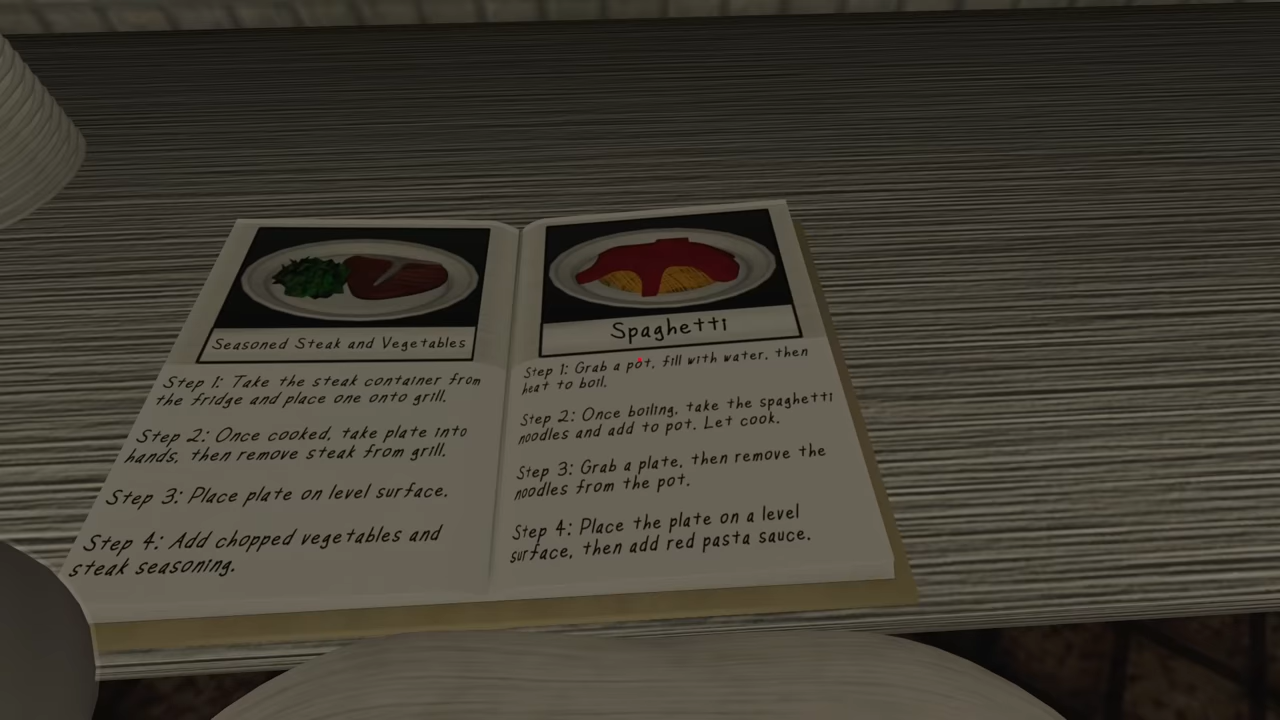 Seasoned Steak and Vegetables
Step 1: Take the steak container from
the fridge and place one onto grill.
Step 2: Once cooked, take plate into
hands, then remove steak from grill.
Step 3: Place plate on level surface.
Step 4: Add chopped vegetables and
steak seasoning.
Spaghetti
Step 1: Grab a pot, fill with water, then
heat to boil.
Step 2: Once boiling, take the spaghetti
noodles and add to pot. Let cook.
Step 3: Grab a plate, then remove the
noodles from the pot.
Step 4: Place the plate on a level
surface, then add red pasta sauce.